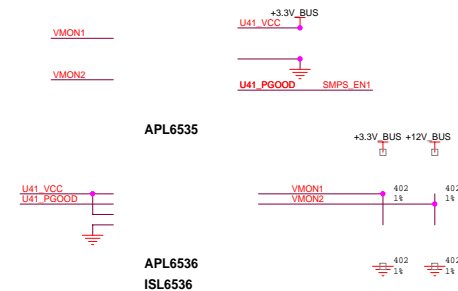 +3.3V_BUS
U41_VCC
VMON1
VMON2
U41_PGOOD SMPS_EN1
APL6535
+3.3V_BUS +12V_BUS
U41_VCC VMON1 402 402
U41_PGOOD VMON2 1% 1%
APL6536 402 402
1% 1%
ISL6536